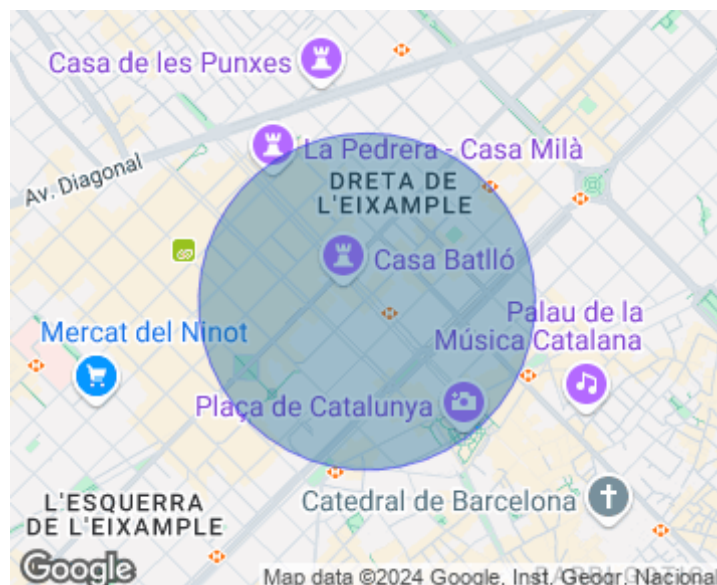 Casa de les Punxes
La Pedrera - Casa Milà
Av. Diagonal
DRETA DE
L'EIXAMPLE
Casa Batlló
Palau de la
Música Catalana
Mercat del Ninot
Plaça de Catalunya
Catedral de Barcelona
L'ESQUERRA
DE L'EIXAMPLE
Google
Map data ©2024 Google, Inst. Geogr. Nacional